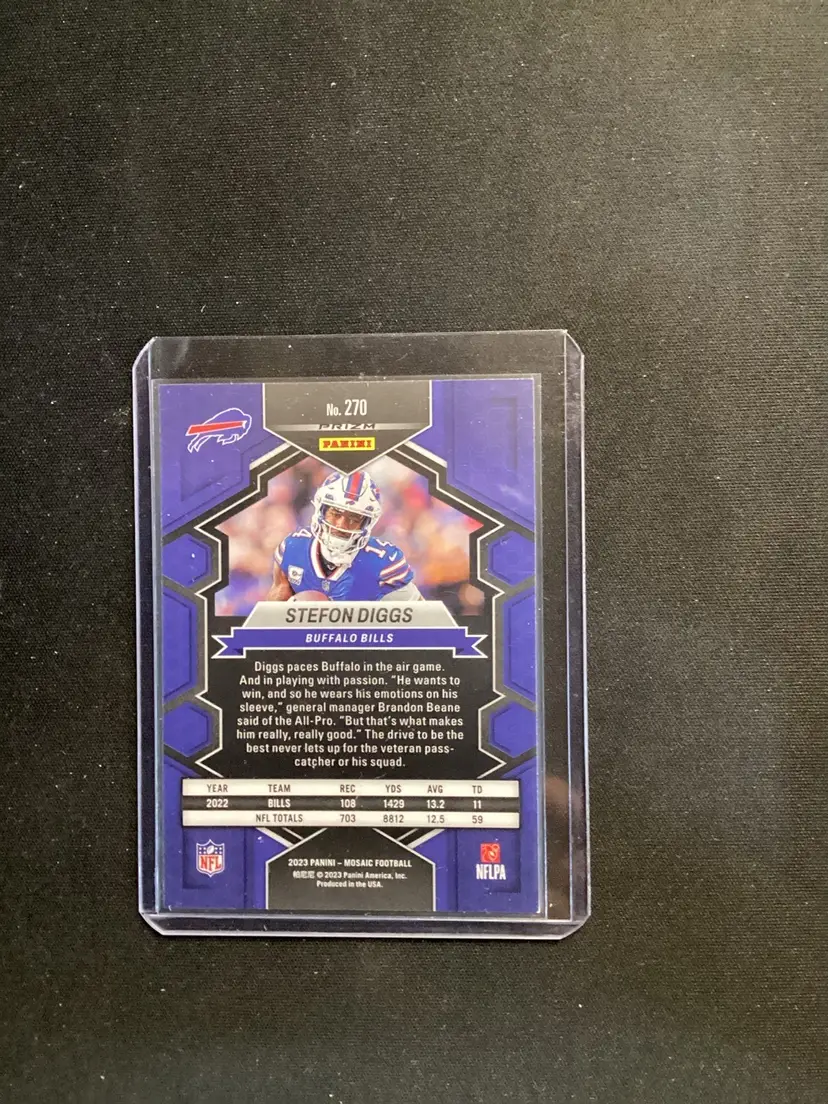 No. 270
PRIZM
PANINI
14
STEFON DIGGS
BUFFALO BILLS
Diggs paces Buffalo in the air game.
And in playing with passion. "He wants to
win, and so he wears his emotions on his
sleeve," general manager Brandon Beane
said of the All-Pro. "But that's what makes
him really, really good." The drive to be the
best never lets up for the veteran pass-
catcher or his squad.
YEAR TEAM REC YDS AVG TD
2022 BILLS 108 1429 13.2 11
NFL TOTALS 703 8812 12.5 59
NFL
2023 PANINI – MOSAIC FOOTBALL
帕尼尼 © 2023 Panini America, Inc.
Produced in the USA.
NFLPA